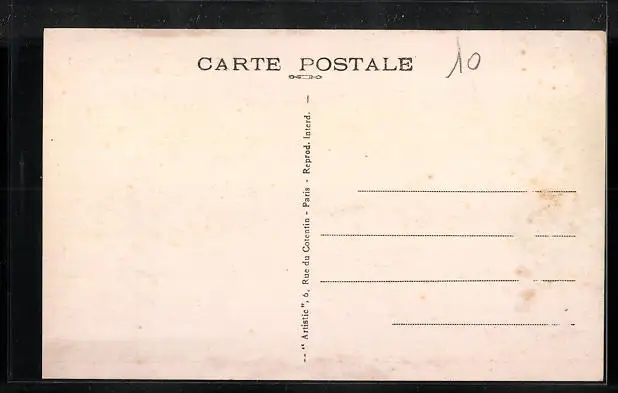 CARTE POSTALE
10
-- "Artistic", 6, Rue du Cotentin - Paris - Reprod. Interd. --